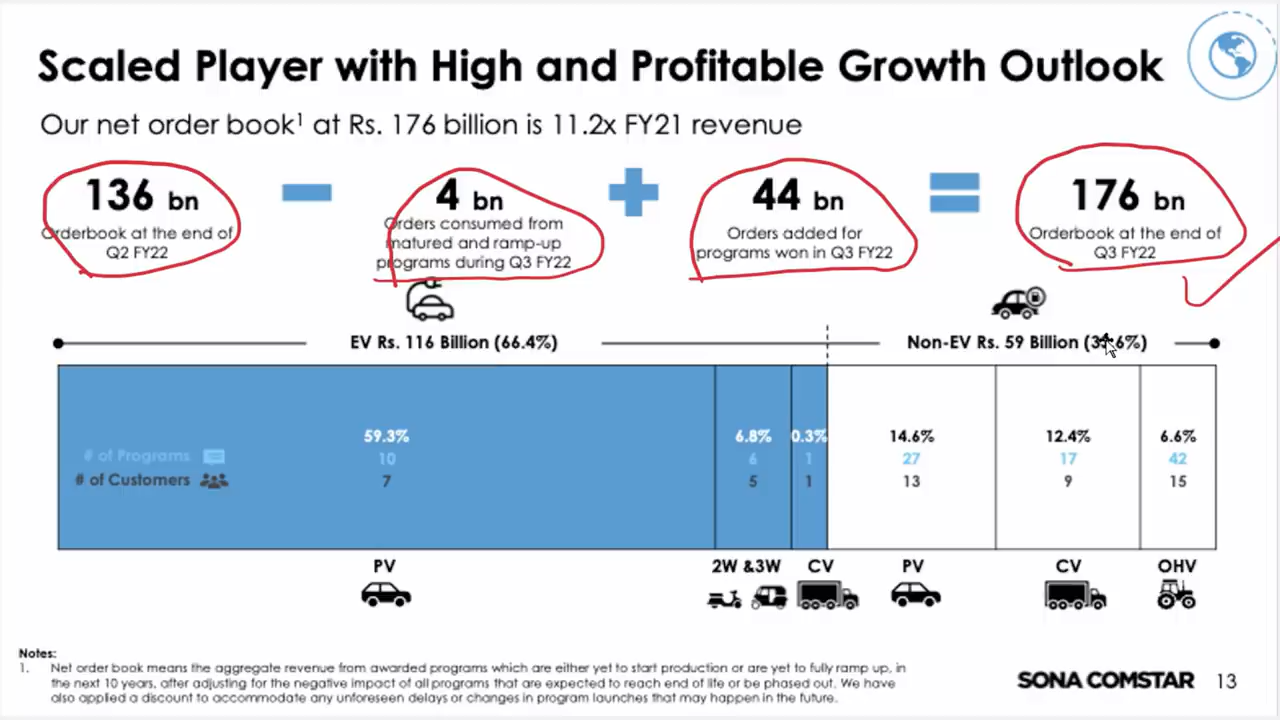 Scaled Player with High and Profitable Growth Outlook
Our net order book1 at Rs. 176 billion is 11.2x FY21 revenue
136 bn
Orderbook at the end of
Q2 FY22
4 bn
Orders consumed from
matured and ramp-up
programs during Q3 FY22
44 bn
Orders added for
programs won in Q3 FY22
176 bn
Orderbook at the end of
Q3 FY22
EV Rs. 116 Billion (66.4%)
Non-EV Rs. 59 Billion
59.3% 6.8% 0.3% 14.6% 12.4% 6.6%
# of Programs 10 6 1 27 17 42
# of Customers 7 5 1 13 9 15
PV 2W &3W CV PV CV OHV
Notes:
1. Net order book means the aggregate revenue from awarded programs which are either yet to start production or are yet to fully ramp up, in
the next 10 years, after adjusting for the negative impact of all programs that are expected to reach end of life or be phased out. We have
also applied a discount to accommodate any unforeseen delays or changes in program launches that may happen in the future.
SONA COMSTAR 13